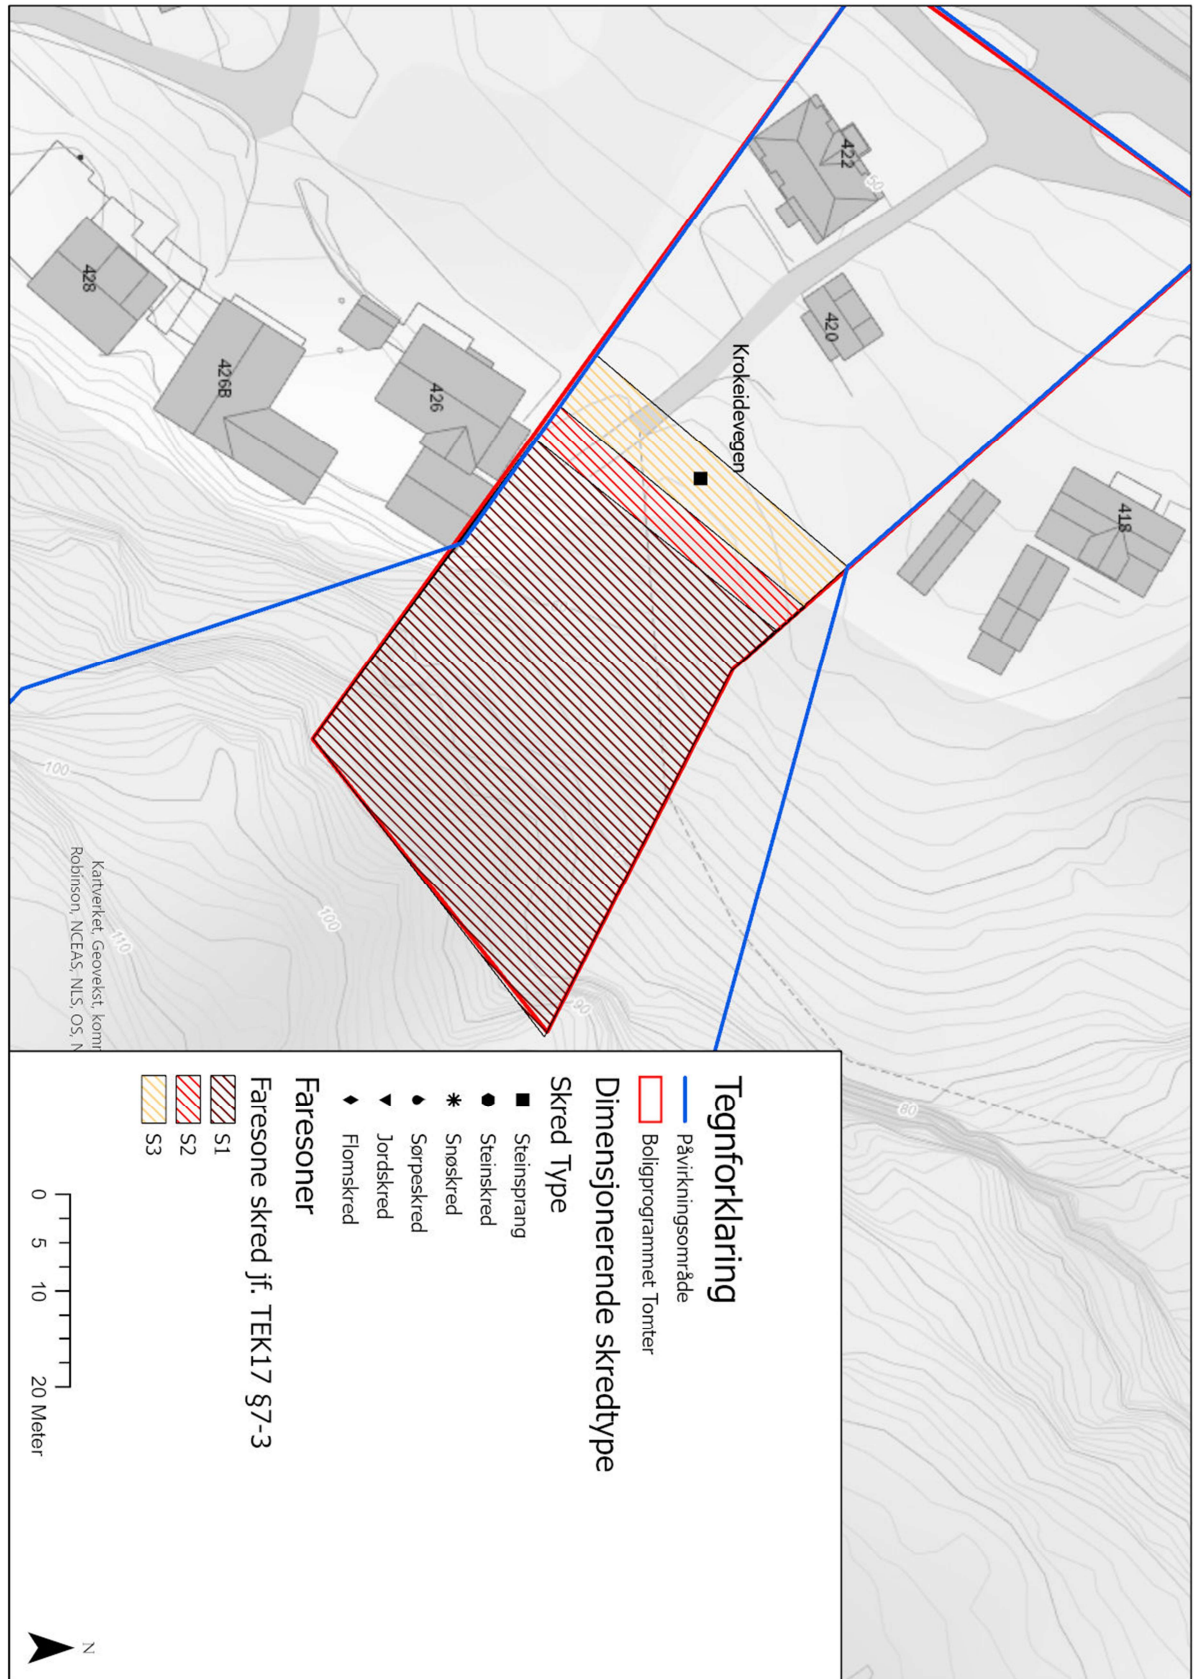 422
50
420
418
Krokeidevegen
428
426B
426
100
100
110
90
80
Kartverket, Geovekst, komm
Robinson, NCEAS, NLS, OS, N
Tegnforklaring
Påvirkningsområde
Boligprogrammet Tomter
Dimensjonerende skredtype
Skred Type
Steinsprang
Steinskred
Snøskred
Sørpeskred
Jordskred
Flomskred
Faresoner
Faresone skred jf. TEK17 §7-3
S1
S2
S3
0 5 10 20 Meter
N